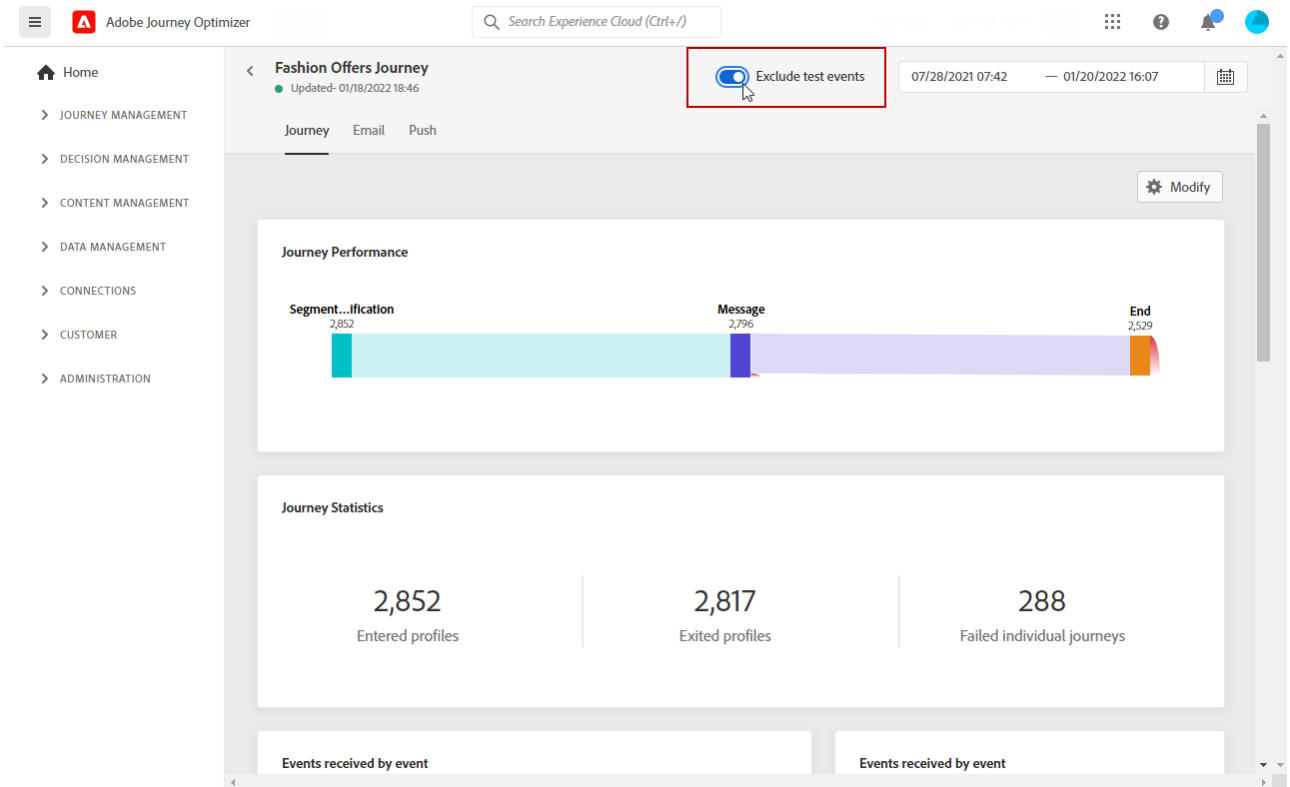 Adobe Journey Optimizer
Search Experience Cloud (Ctrl+/)
Home
JOURNEY MANAGEMENT
DECISION MANAGEMENT
CONTENT MANAGEMENT
DATA MANAGEMENT
CONNECTIONS
CUSTOMER
ADMINISTRATION
Fashion Offers Journey
Updated- 01/18/2022 18:46
Exclude test events
07/28/2021 07:42 — 01/20/2022 16:07
Journey Email Push
Modify
Journey Performance
Segment...ification
2,852
Message
2,796
End
2,529
Journey Statistics
2,852
Entered profiles
2,817
Exited profiles
288
Failed individual journeys
Events received by event
Events received by event